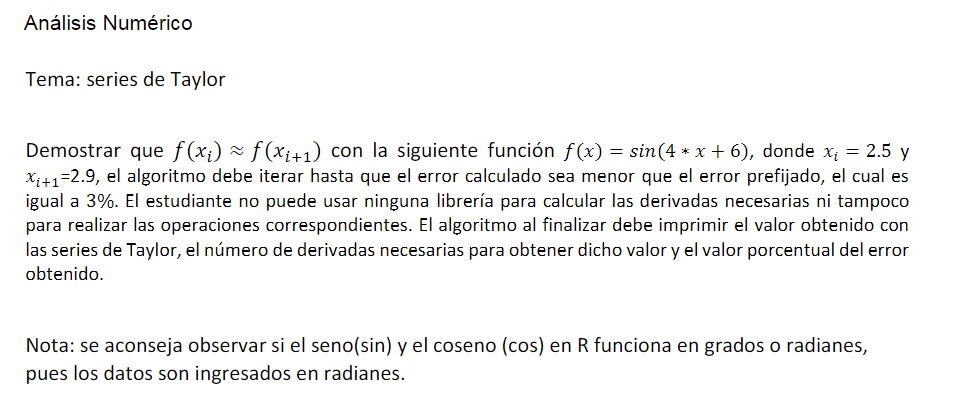 Análisis Numérico
Tema: series de Taylor
Demostrar que f(xᵢ) ≈ f(xᵢ₊₁) con la siguiente función f(x) = sin(4 * x + 6), donde xᵢ = 2.5 y
xᵢ₊₁=2.9, el algoritmo debe iterar hasta que el error calculado sea menor que el error prefijado, el cual es
igual a 3%. El estudiante no puede usar ninguna librería para calcular las derivadas necesarias ni tampoco
para realizar las operaciones correspondientes. El algoritmo al finalizar debe imprimir el valor obtenido con
las series de Taylor, el número de derivadas necesarias para obtener dicho valor y el valor porcentual del error
obtenido.
Nota: se aconseja observar si el seno(sin) y el coseno (cos) en R funciona en grados o radianes,
pues los datos son ingresados en radianes.